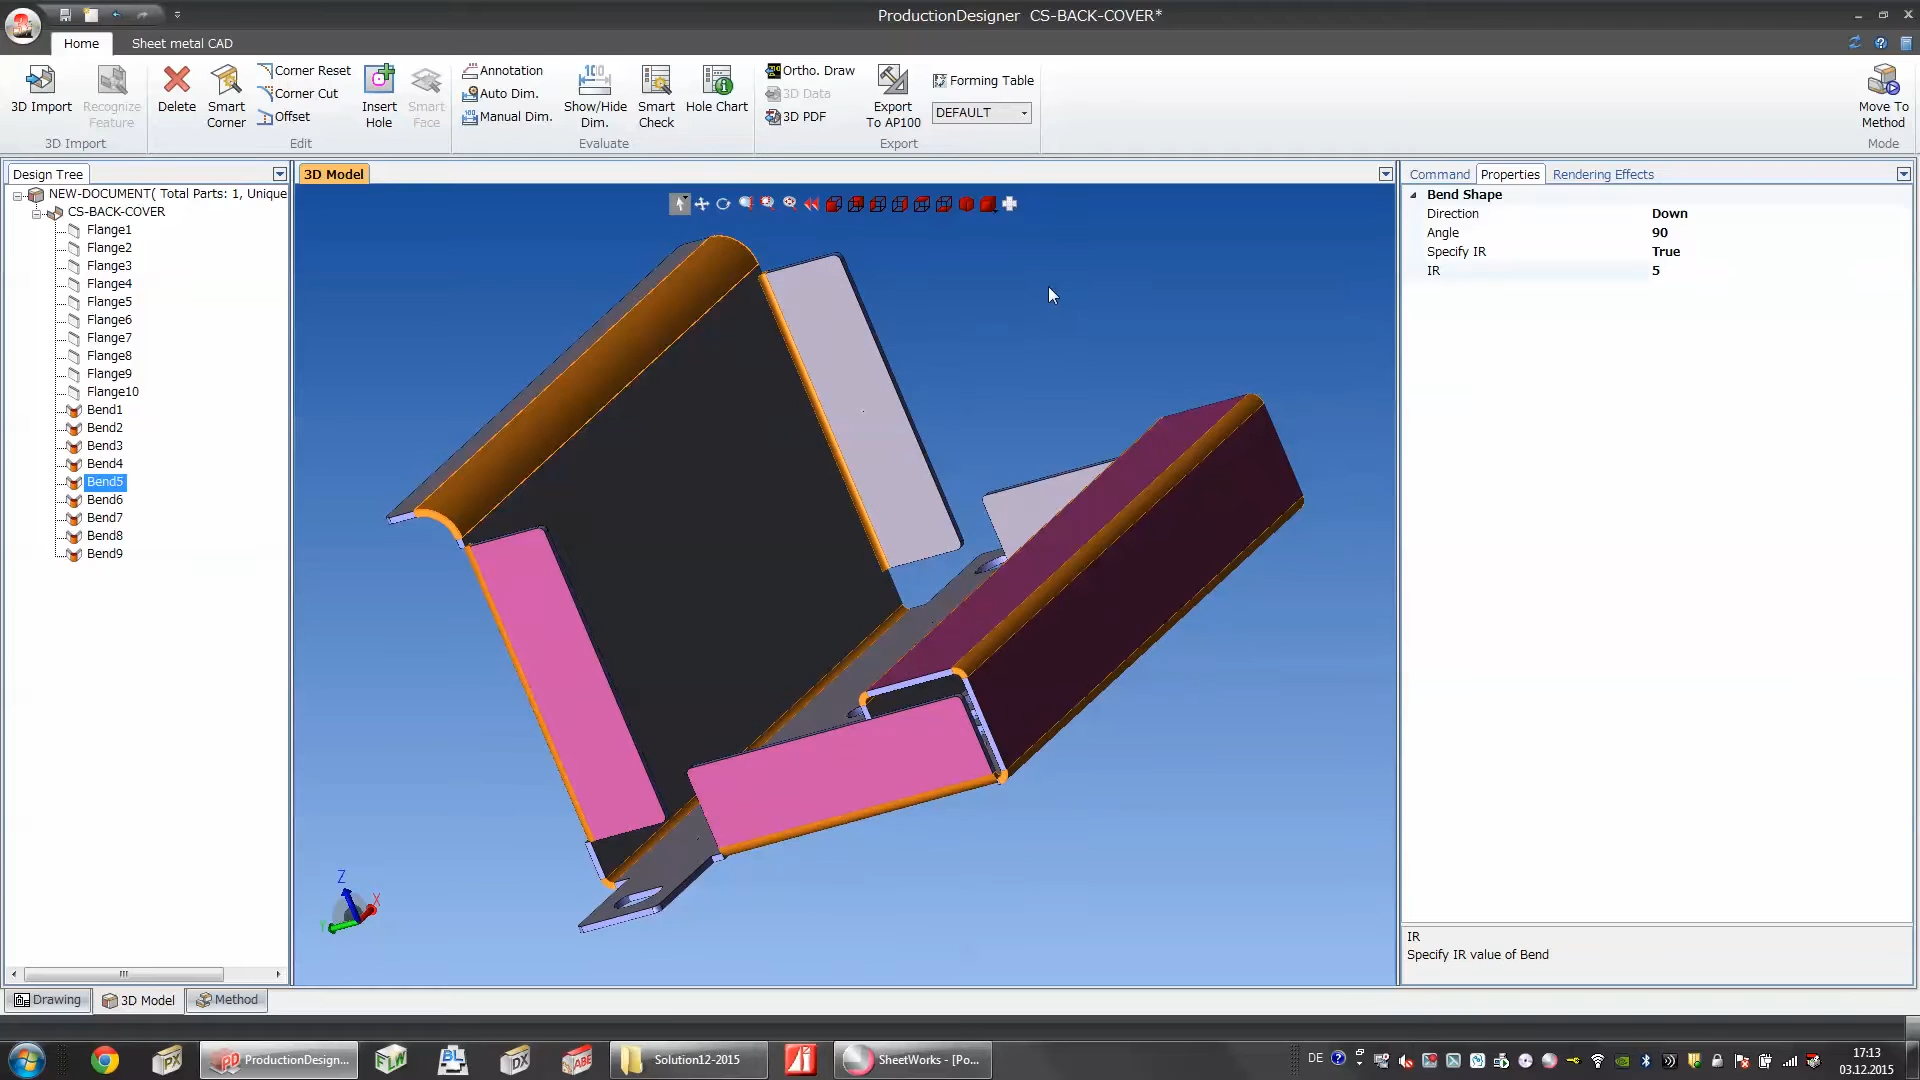 ProductionDesigner CS-BACK-COVER*
Home
Sheet metal CAD
3D Import
Recognize Feature
3D Import
Delete
Smart Corner
Corner Reset
Corner Cut
Offset
Insert Hole
Smart Face
Edit
Annotation
Auto Dim.
Manual Dim.
Show/Hide Dim.
Smart Check
Hole Chart
Evaluate
Ortho. Draw
3D Data
3D PDF
Export To AP100
Forming Table
DEFAULT
Export
Move To Method
Mode
Design Tree
NEW-DOCUMENT( Total Parts: 1, Unique
CS-BACK-COVER
Flange1
Flange2
Flange3
Flange4
Flange5
Flange6
Flange7
Flange8
Flange9
Flange10
Bend1
Bend2
Bend3
Bend4
Bend5
Bend6
Bend7
Bend8
Bend9
3D Model
Z
X
Y
Command
Properties
Rendering Effects
Bend Shape
Direction Down
Angle 90
Specify IR True
IR 5
IR
Specify IR value of Bend
Drawing
3D Model
Method
PX
PD
ProductionDesign...
FLW
BL
DX
ABE
Solution12-2015
SheetWorks - [Po...
DE
17:13
03.12.2015